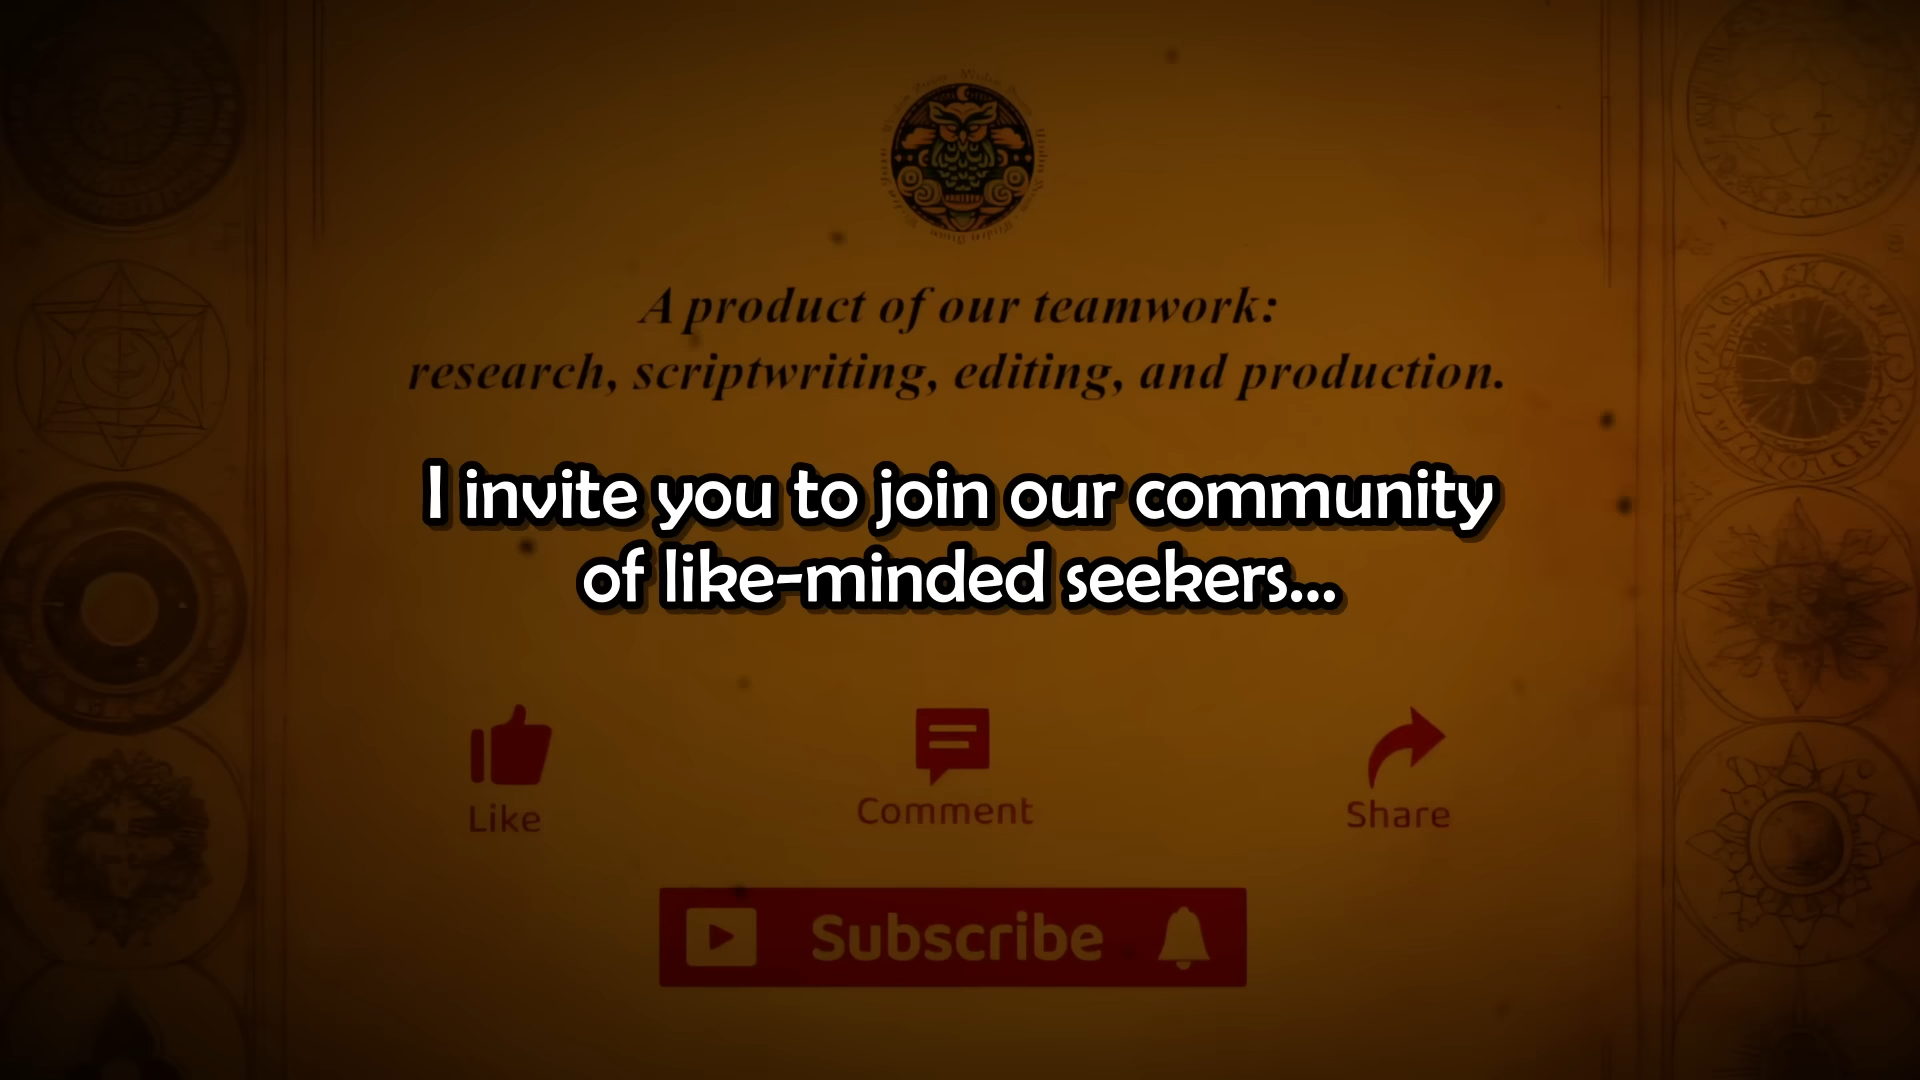 A product of our teamwork:
research, scriptwriting, editing, and production.
I invite you to join our community
of like-minded seekers...
Like
Comment
Share
Subscribe